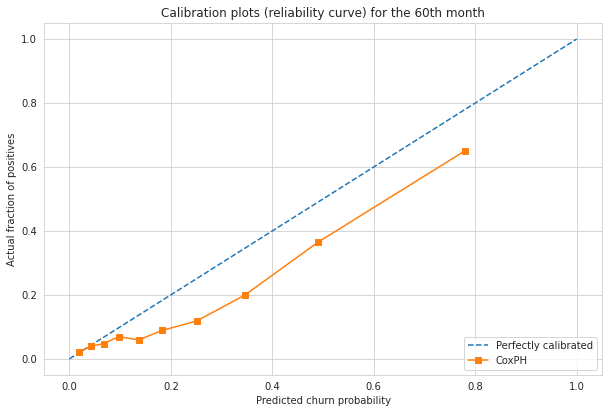 Calibration plots (reliability curve) for the 60th month
1.0
0.8
0.6
0.4
0.2
0.0
Actual fraction of positives
0.0 0.2 0.4 0.6 0.8 1.0
Predicted churn probability
Perfectly calibrated
CoxPH